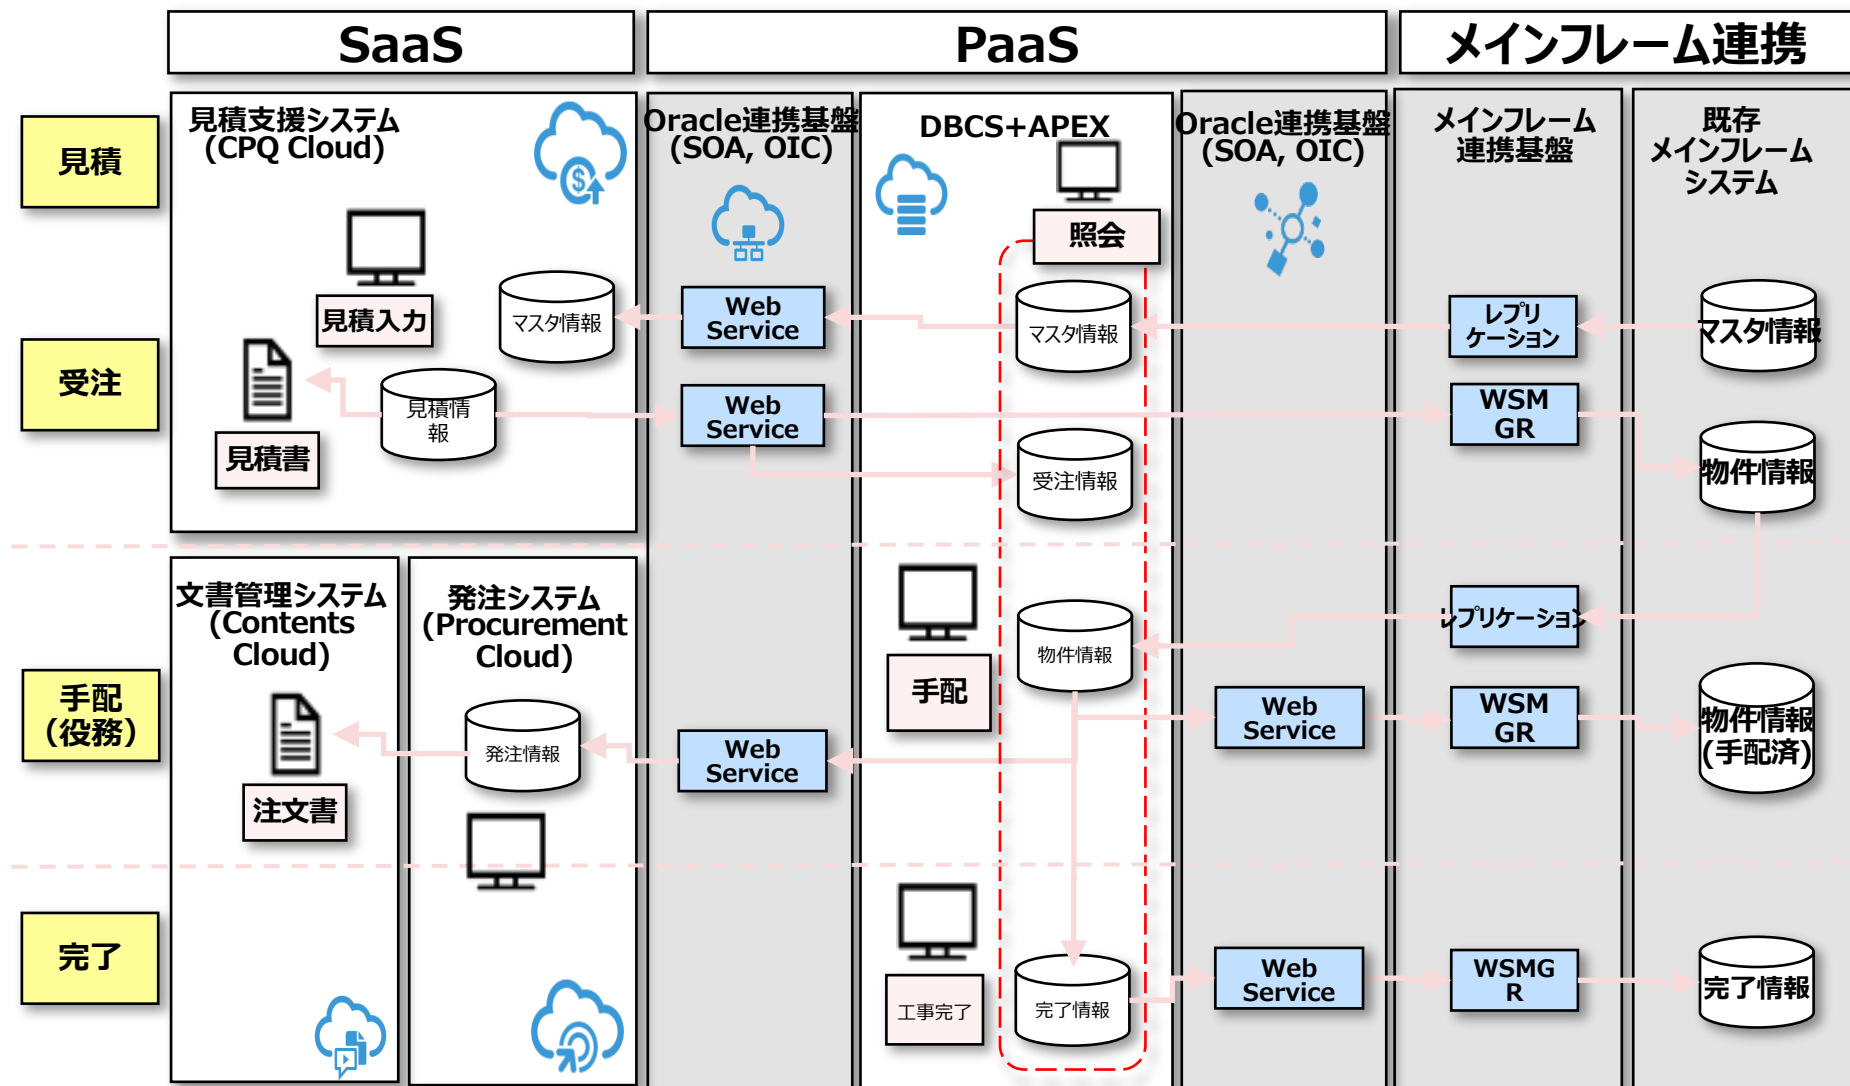 SaaS
PaaS
メインフレーム連携
見積
見積支援システム
(CPQ Cloud)
Oracle連携基盤
(SOA, OIC)
DBCS+APEX
Oracle連携基盤
(SOA, OIC)
メインフレーム
連携基盤
既存
メインフレーム
システム
照会
見積入力
マスタ情報
Web
Service
マスタ情報
レプリ
ケーション
マスタ情報
受注
見積情
報
見積書
Web
Service
受注情報
WSM
GR
物件情報
文書管理システム
(Contents
Cloud)
発注システム
(Procurement
Cloud)
物件情報
レプリケーション
手配
(役務)
手配
発注情報
注文書
Web
Service
Web
Service
WSM
GR
物件情報
(手配済)
完了
工事完了
完了情報
Web
Service
WSMG
R
完了情報